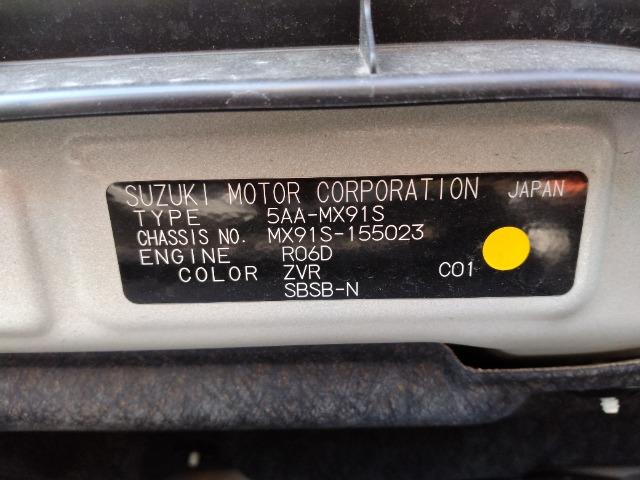 SUZUKI MOTOR CORPORATION JAPAN
TYPE 5AA-MX91S
CHASSIS NO. MX91S-155023
ENGINE R06D
COLOR ZVR C01
SBSB-N